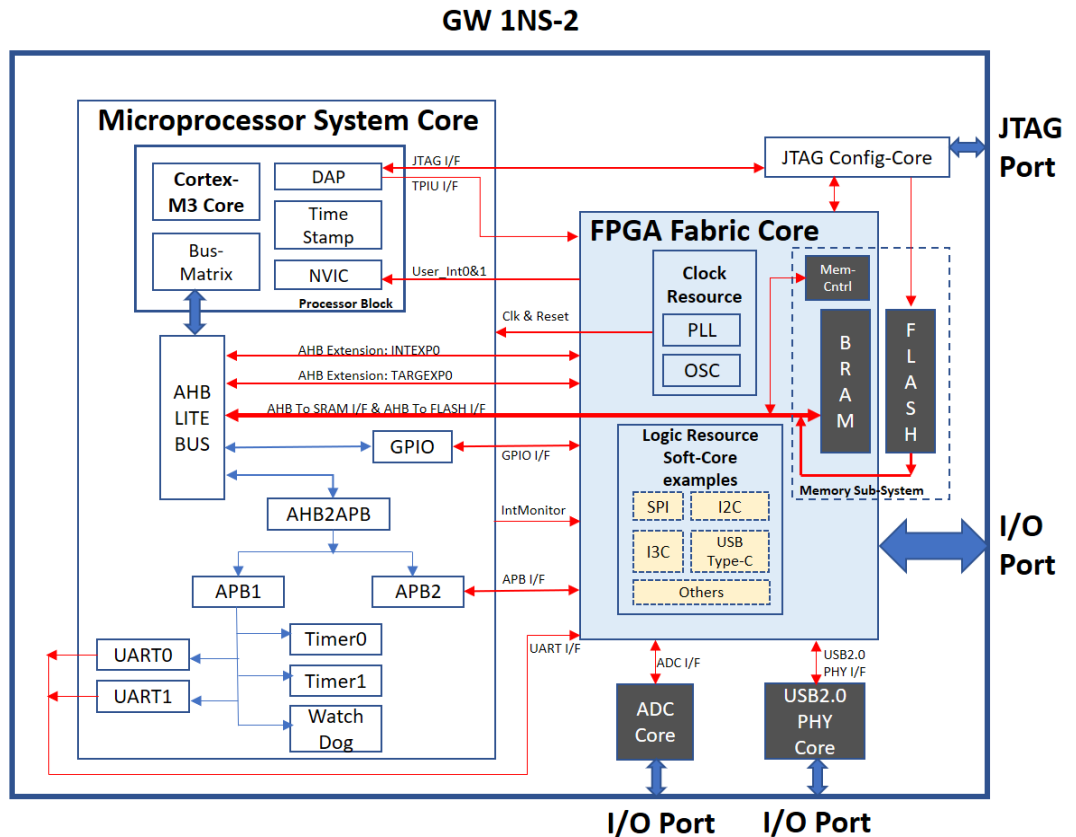 GW 1NS-2
Microprocessor System Core
Cortex-
M3 Core
Bus-
Matrix
DAP
Time
Stamp
NVIC
Processor Block
JTAG I/F
TPIU I/F
User_Int0&1
Clk & Reset
AHB
LITE
BUS
AHB Extension: INTEXP0
AHB Extension: TARGEXP0
AHB To SRAM I/F & AHB To FLASH I/F
GPIO
GPIO I/F
AHB2APB
IntMonitor
APB1
APB2
APB I/F
UART0
UART1
Timer0
Timer1
Watch
Dog
UART I/F
JTAG Config-Core
JTAG
Port
FPGA Fabric Core
Clock
Resource
PLL
OSC
Mem-
Cntrl
B
R
A
M
F
L
A
S
H
Memory Sub-System
Logic Resource
Soft-Core
examples
SPI
I2C
I3C
USB
Type-C
Others
I/O
Port
ADC I/F
USB2.0
PHY I/F
ADC
Core
USB2.0
PHY
Core
I/O Port
I/O Port